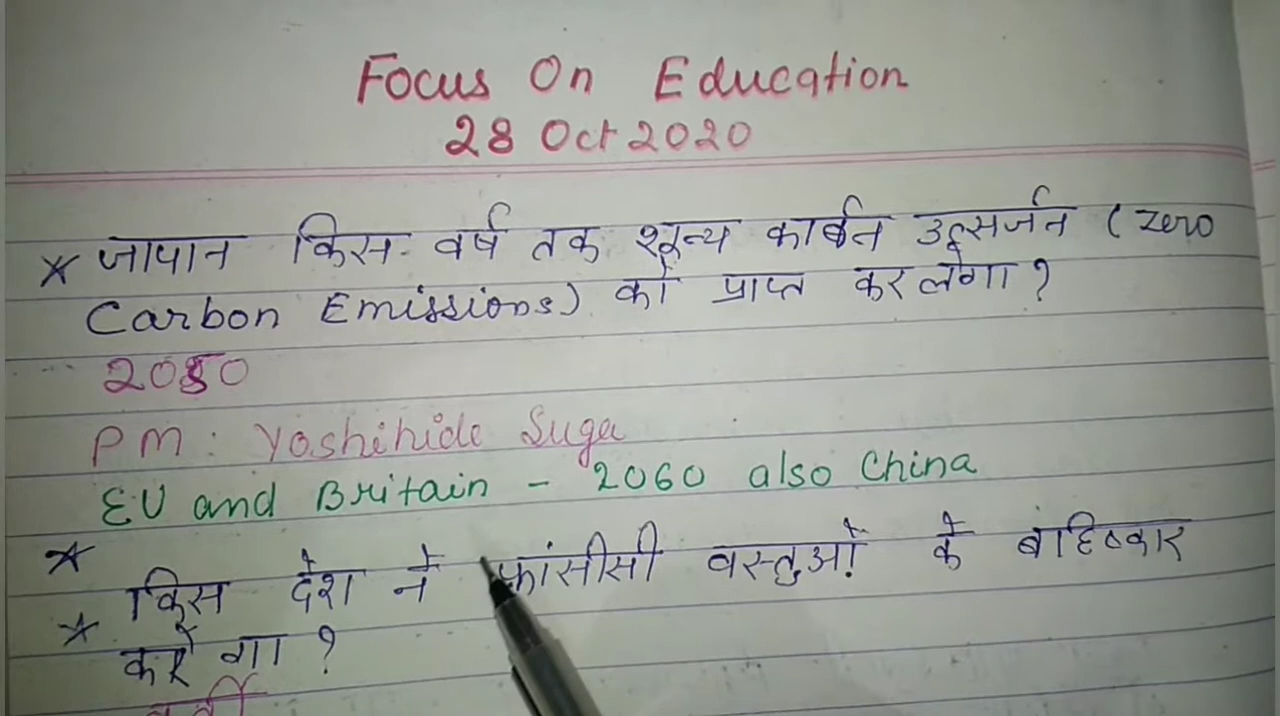 Focus On Education
28 Oct 2020
* जापान किस वर्ष तक शून्य कार्बन उत्सर्जन (zero
Carbon Emissions) को प्राप्त कर लेगा ?
2050
PM: Yoshihide Suga
EU and Britain - 2060 also China
*
* किस देश ने फ्रांसीसी वस्तुओं के बहिष्कार
करेगा ?